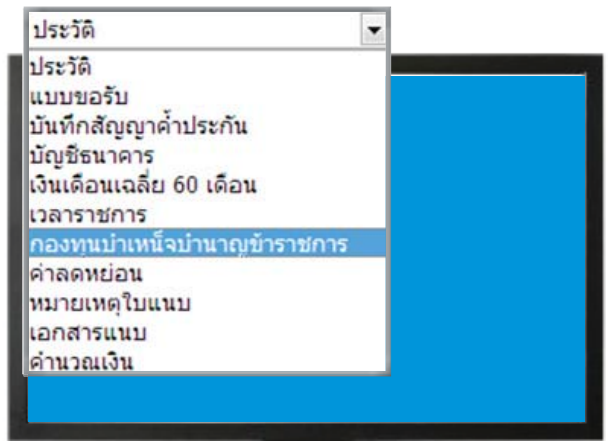 ประวัติ
ประวัติ
แบบขอรับ
บันทึกสัญญาค้ำประกัน
บัญชีธนาคาร
เงินเดือนเฉลี่ย 60 เดือน
เวลาราชการ
กองทุนบำเหน็จบำนาญข้าราชการ
ค่าลดหย่อน
หมายเหตุใบแนบ
เอกสารแนบ
คำนวณเงิน